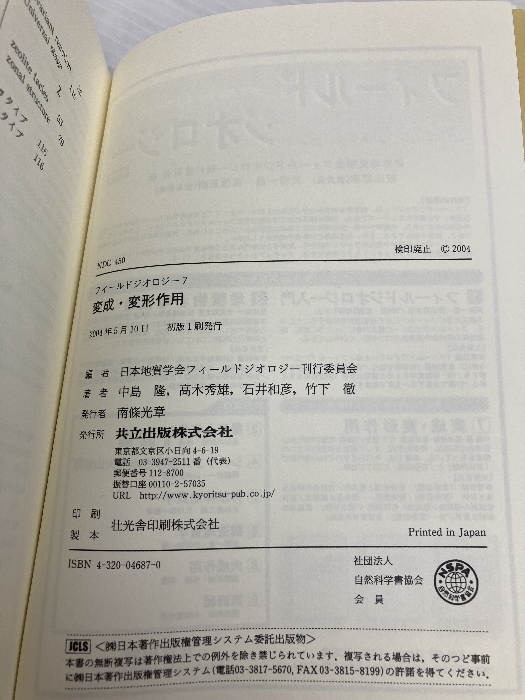 zeolite facies
zonal structure
115
116
NDC 450
検印廃止 © 2004
フィールドジオロジー7
変成・変形作用
2004年5月10日 初版1刷発行
編者 日本地質学会フィールドジオロジー刊行委員会
著者 中島 隆，高木秀雄，石井和彦，竹下 徹
発行者 南條光章
発行所 共立出版株式会社
東京都文京区小日向4-6-19
電話 03-3947-2511番（代表）
郵便番号 112-8700
振替口座 00110-2-57035
URL http://www.kyoritsu-pub.co.jp/
印刷
製本 壮光舎印刷株式会社
Printed in Japan
ISBN 4-320-04687-0
社団法人
自然科学書協会
会員
NSPA
JCLS ＜㈱日本著作出版権管理システム委託出版物＞
本書の無断複写は著作権法上での例外を除き禁じられています．複写される場合は，そのつど事前
に㈱日本著作出版権管理システム（電話03-3817-5670, FAX 03-3815-8199）の許諾を得てください．